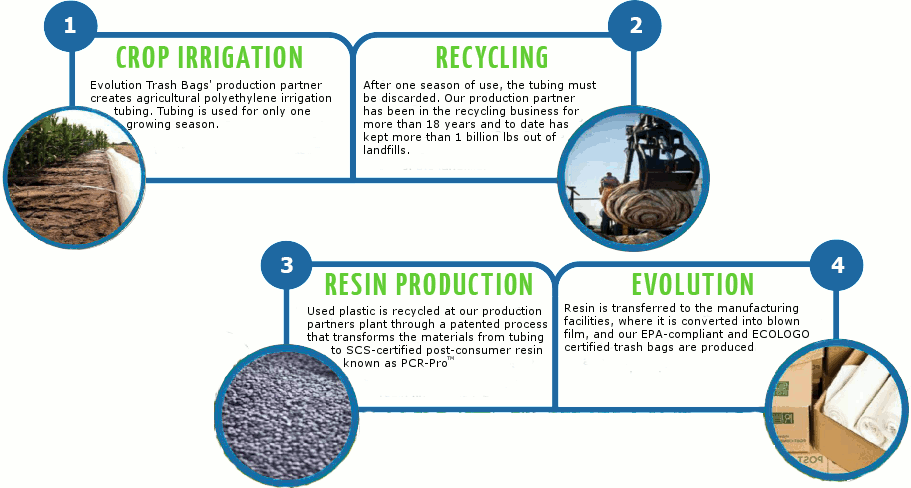 1
CROP IRRIGATION
Evolution Trash Bags' production partner
creates agricultural polyethylene irrigation
tubing. Tubing is used for only one
growing season.
2
RECYCLING
After one season of use, the tubing must
be discarded. Our production partner
has been in the recycling business for
more than 18 years and to date has
kept more than 1 billion lbs out of
landfills.
3
RESIN PRODUCTION
Used plastic is recycled at our production
partners plant through a patented process
that transforms the materials from tubing
to SCS-certified post-consumer resin
known as PCR-Pro™
4
EVOLUTION
Resin is transferred to the manufacturing
facilities, where it is converted into blown
film, and our EPA-compliant and ECOLOGO
certified trash bags are produced
POST